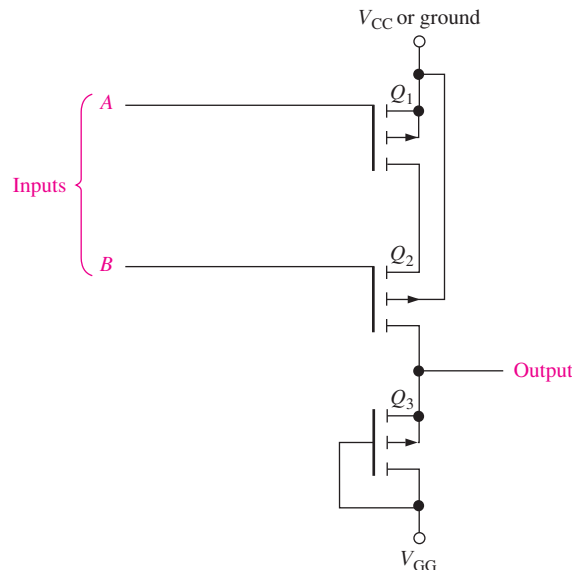 V_CC or ground
A
Q_1
Inputs
B
Q_2
Output
Q_3
V_GG